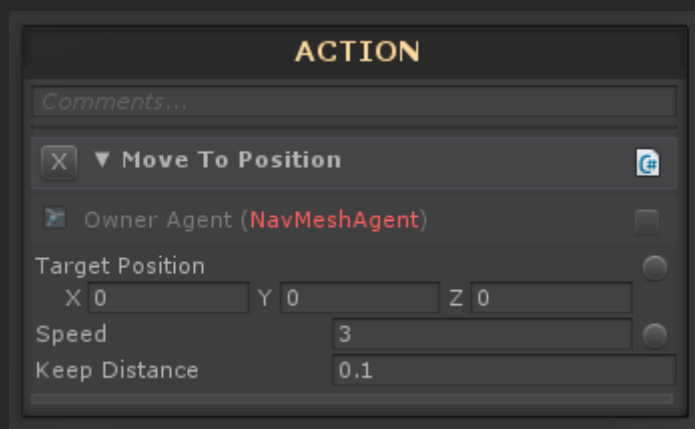 ACTION
Comments...
X ▼ Move To Position C#
Owner Agent (NavMeshAgent)
Target Position
X 0 Y 0 Z 0
Speed 3
Keep Distance 0.1